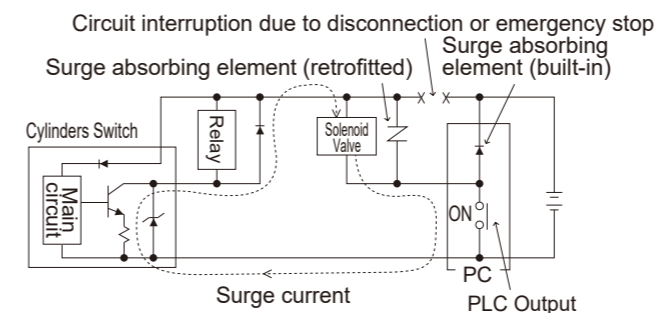 Circuit interruption due to disconnection or emergency stop
Surge absorbing
element (built-in)
Surge absorbing element (retrofitted)
Cylinders Switch
Relay
Solenoid
Valve
Main
circuit
ON
PC
Surge current
PLC Output